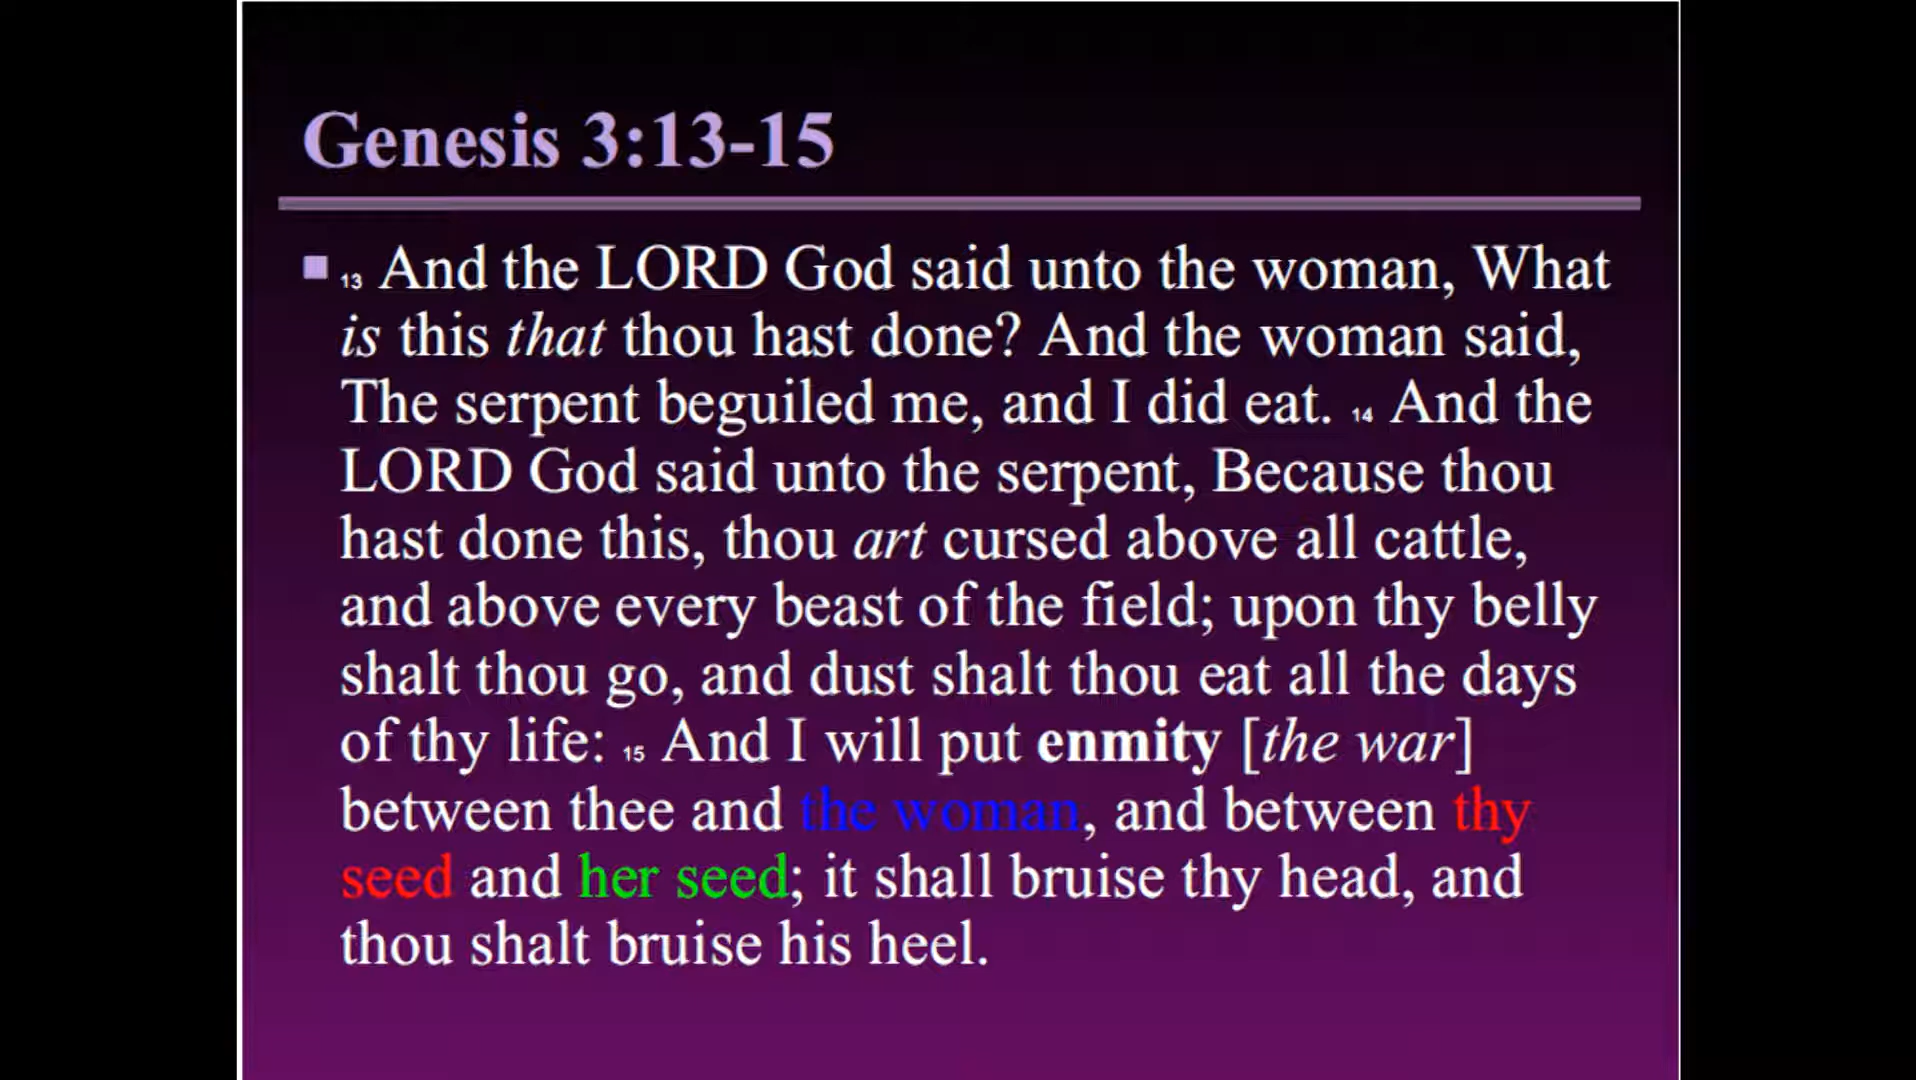 Genesis 3:13-15
13 And the LORD God said unto the woman, What
is this that thou hast done? And the woman said,
The serpent beguiled me, and I did eat. 14 And the
LORD God said unto the serpent, Because thou
hast done this, thou art cursed above all cattle,
and above every beast of the field; upon thy belly
shalt thou go, and dust shalt thou eat all the days
of thy life: 15 And I will put enmity [the war]
between thee and the woman, and between thy
seed and her seed; it shall bruise thy head, and
thou shalt bruise his heel.